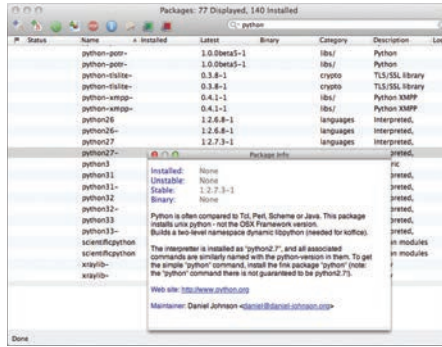 Packages: 77 Displayed, 140 Installed
python
P Status Name Installed Latest Binary Category Description
python-potr- 1.0.0beta5-1 libs/ Python
python-tlslite- 0.3.8-1 crypto TLS/SSL library
python-tlslite- 0.3.8-1 crypto TLS/SSL library
python-xmpp- 0.4.1-1 libs/ Python XMPP
python-xmpp- 0.4.1-1 libs/ Python XMPP
python26 1:2.6.8-1 languages Interpreted,
python26- 1:2.6.8-1 languages Interpreted,
python27 1:2.7.3-1 languages Interpreted,
python27-
python3
python31
python31-
python32
python32-
python33
python33-
scientificpython
scientificpython
xraylib-
xraylib-
Package Info
Installed: None
Unstable: None
Stable: 1:2.7.3-1
Binary: None
Python is often compared to Tcl, Perl, Scheme or Java. This package
installs unix python - not the OSX Framework version.
Builds a two-level namespace dynamic libpython (needed for koffice).
The interpreter is installed as "python2.7", and all associated
commands are similarly named with the python-version in them. To get
the simple "python" command, install the fink package "python" (note:
the "python" command there is not guaranteed to be python2.7!).
Web site: http://www.python.org
Maintainer: Daniel Johnson <daniel@daniel-johnson.org>
Done